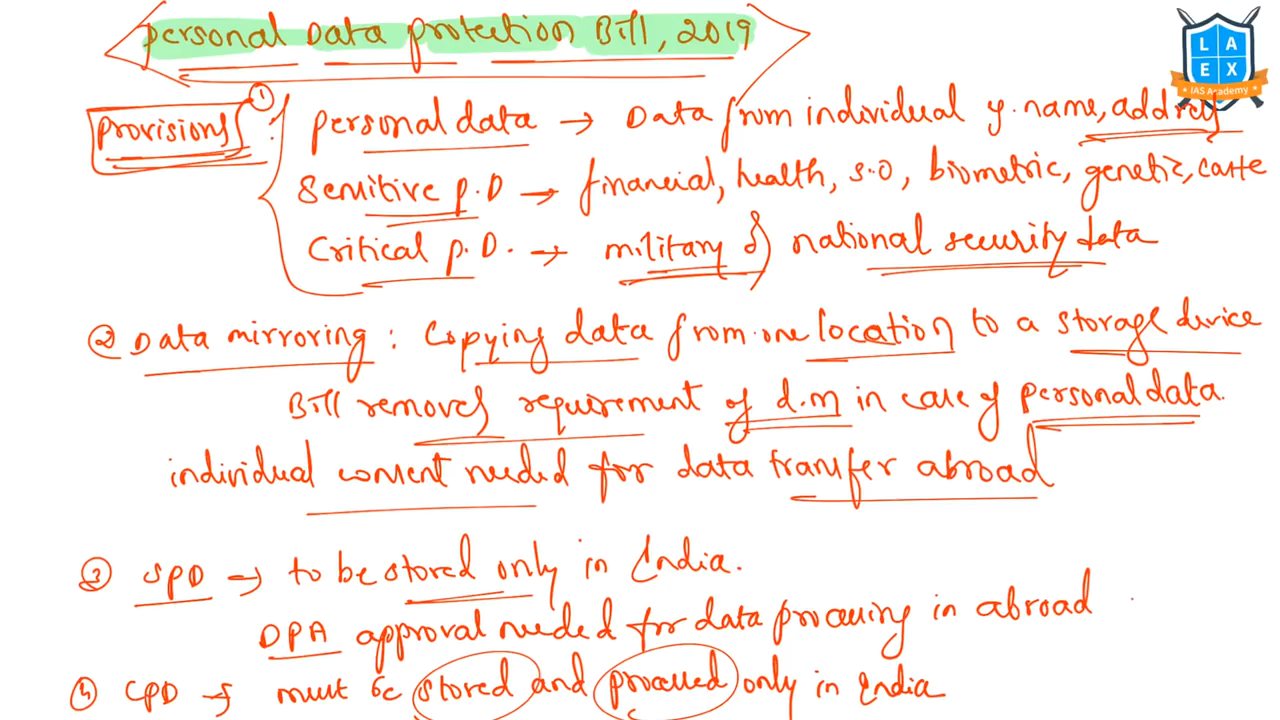 Personal Data protection Bill, 2019
LAEX
IAS Academy
provisions
① personal data → Data from individual y. name, address
Sensitive p.D → financial, health, s.o, biometric, genetic, caste
Critical p.D. → military & national security data
② Data mirroring : Copying data from one location to a storage device
Bill removes requirement of d.m in case of personal data.
individual consent needed for data transfer abroad
③ SPD → to be stored only in India.
DPA approval needed for data processing in abroad
④ CPD → must be stored and processed only in India